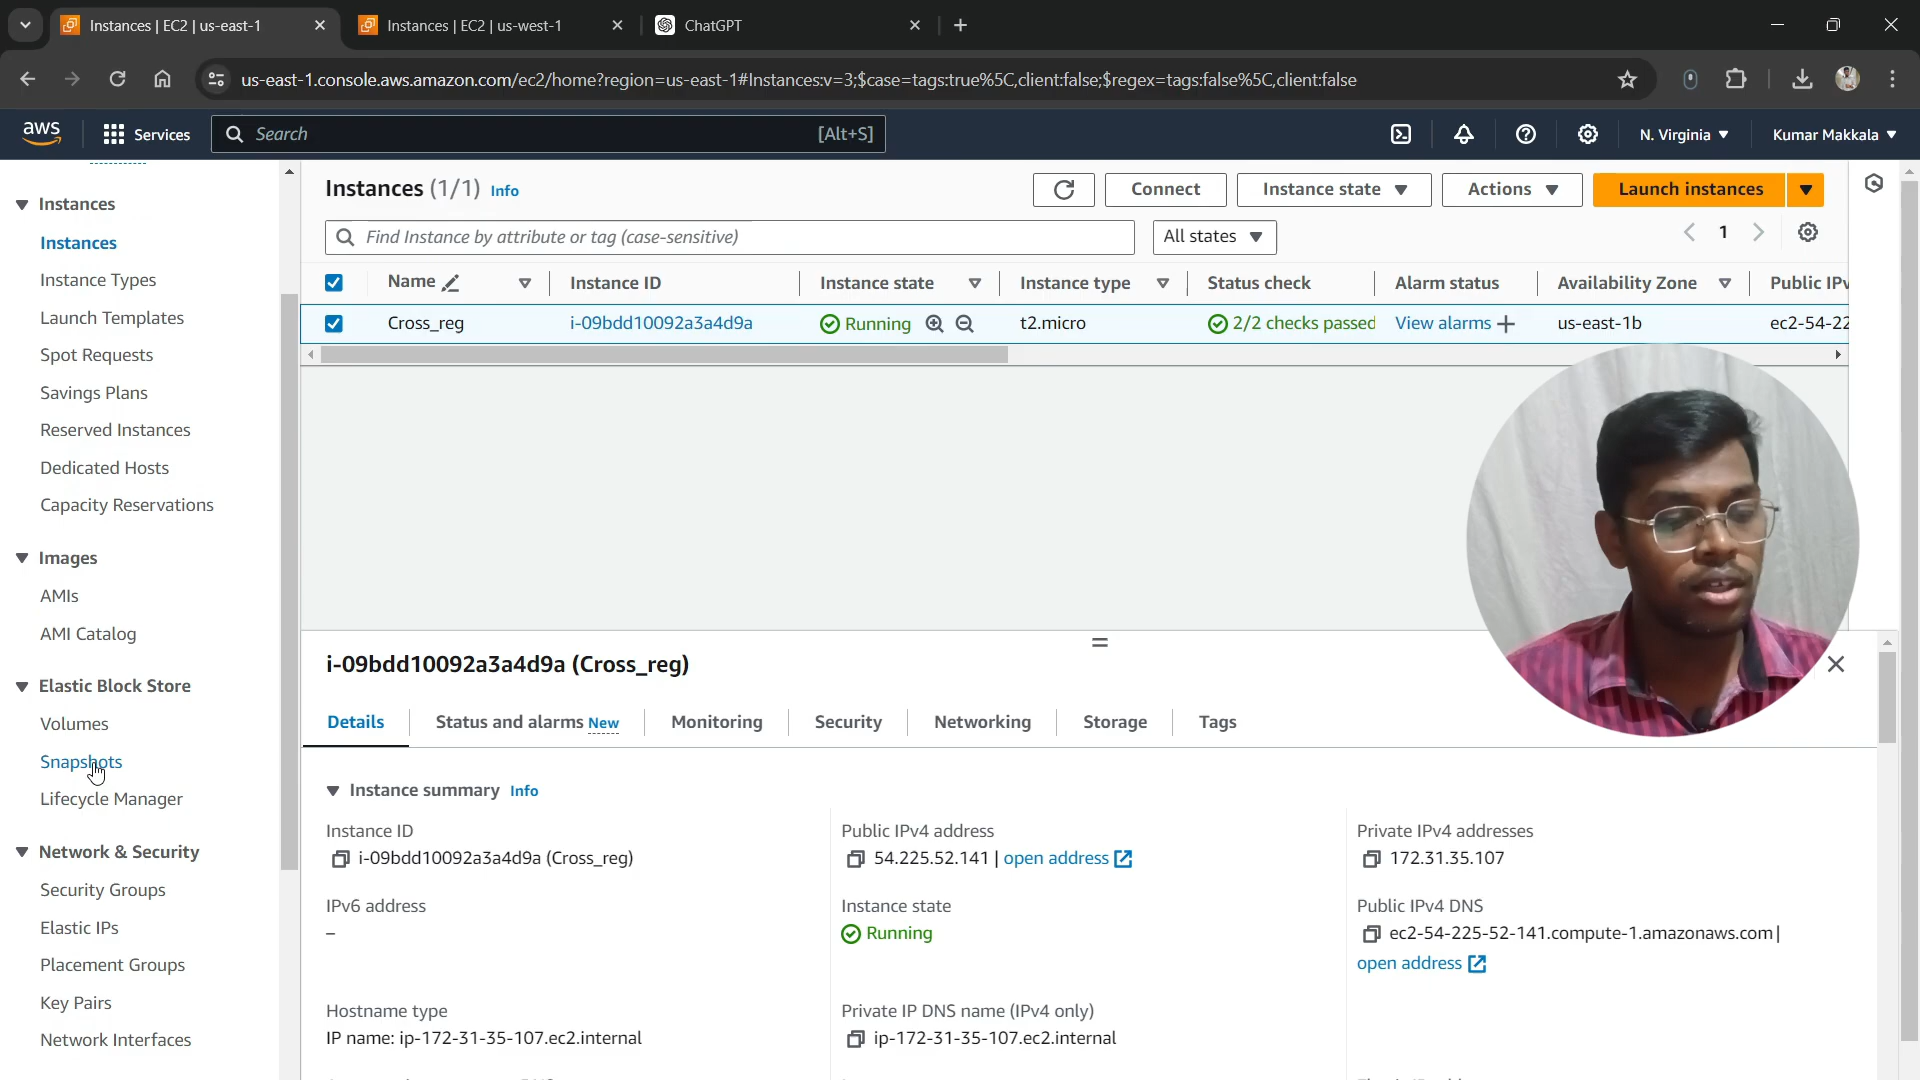 Instances | EC2 | us-east-1
Instances | EC2 | us-west-1
ChatGPT
us-east-1.console.aws.amazon.com/ec2/home?region=us-east-1#Instances:v=3;$case=tags:true%5C,client:false;$regex=tags:false%5C,client:false
aws
Services
Search
[Alt+S]
N. Virginia
Kumar Makkala
Instances
Instances
Instance Types
Launch Templates
Spot Requests
Savings Plans
Reserved Instances
Dedicated Hosts
Capacity Reservations
Images
AMIs
AMI Catalog
Elastic Block Store
Volumes
Snapshots
Lifecycle Manager
Network & Security
Security Groups
Elastic IPs
Placement Groups
Key Pairs
Network Interfaces
Instances (1/1) Info
Connect
Instance state
Actions
Launch instances
Find Instance by attribute or tag (case-sensitive)
All states
1
Name
Instance ID
Instance state
Instance type
Status check
Alarm status
Availability Zone
Public IPv
Cross_reg
i-09bdd10092a3a4d9a
Running
t2.micro
2/2 checks passed
View alarms
us-east-1b
ec2-54-22
i-09bdd10092a3a4d9a (Cross_reg)
Details
Status and alarms New
Monitoring
Security
Networking
Storage
Tags
Instance summary Info
Instance ID
i-09bdd10092a3a4d9a (Cross_reg)
Public IPv4 address
54.225.52.141 | open address
Private IPv4 addresses
172.31.35.107
IPv6 address
–
Instance state
Running
Public IPv4 DNS
ec2-54-225-52-141.compute-1.amazonaws.com |
open address
Hostname type
IP name: ip-172-31-35-107.ec2.internal
Private IP DNS name (IPv4 only)
ip-172-31-35-107.ec2.internal